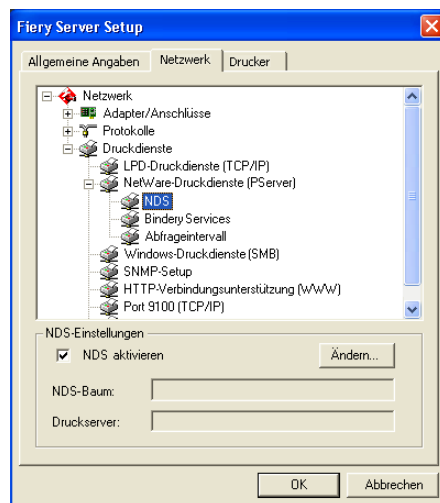 Fiery Server Setup
Allgemeine Angaben Netzwerk Drucker
Netzwerk
Adapter/Anschlüsse
Protokolle
Druckdienste
LPD-Druckdienste (TCP/IP)
NetWare-Druckdienste (PServer)
NDS
Bindery Services
Abfrageintervall
Windows-Druckdienste (SMB)
SNMP-Setup
HTTP-Verbindungsunterstützung (WWW)
Port 9100 (TCP/IP)
NDS-Einstellungen
NDS aktivieren Ändern...
NDS-Baum:
Druckserver:
OK Abbrechen